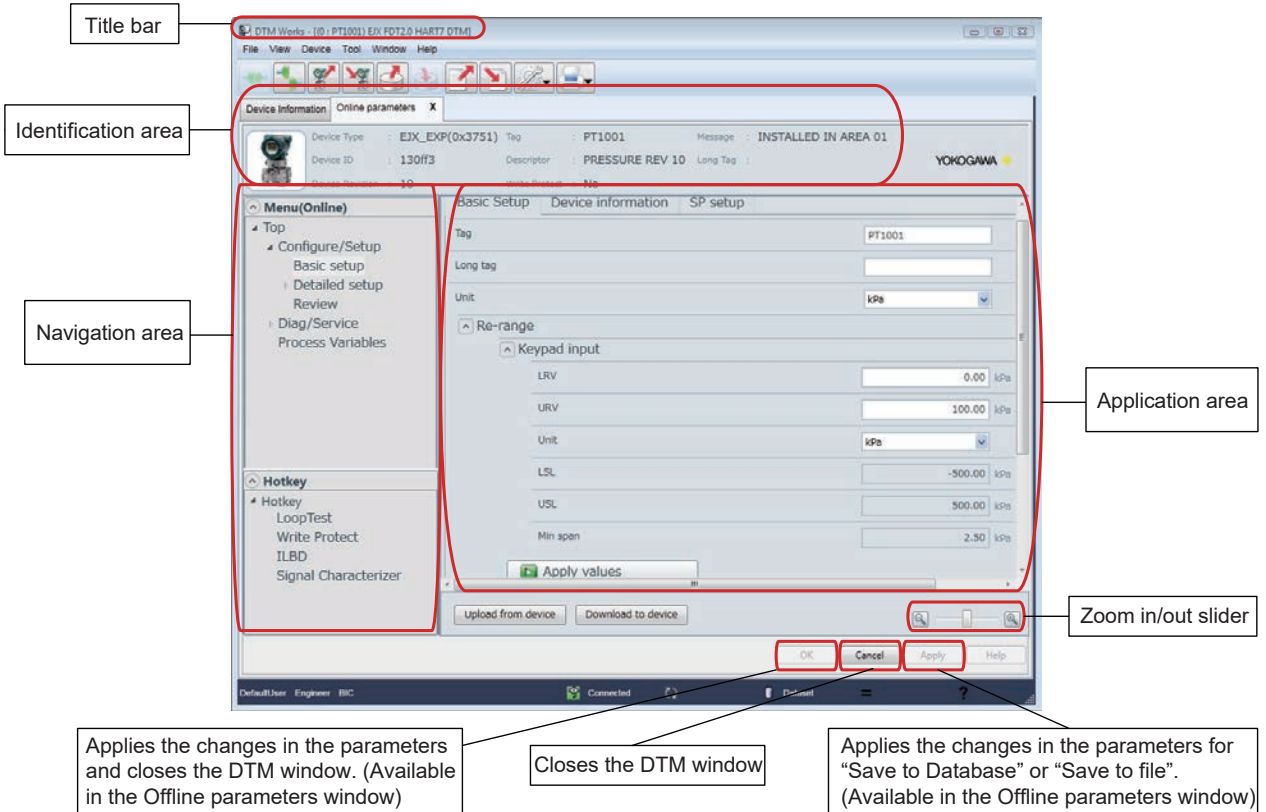 Title bar
DTM Works - [(0 : PT1001) EJX FDT2.0 HART7 DTM]
File View Device Tool Window Help
Device Information Online parameters X
Identification area
Device Type : EJX_EXP(0x3751) Tag : PT1001 Message : INSTALLED IN AREA 01
Device ID : 130ff3 Descriptor : PRESSURE REV 10 Long Tag :
YOKOGAWA
Device Revision : 10 Write Protect : No
Menu(Online)
Top
Configure/Setup
Basic setup
Detailed setup
Review
Diag/Service
Process Variables
Navigation area
Hotkey
Hotkey
LoopTest
Write Protect
ILBD
Signal Characterizer
Basic Setup Device information SP setup
Tag PT1001
Long tag
Unit kPa
Re-range
Keypad input
LRV 0.00 kPa
URV 100.00 kPa
Unit kPa
LSL -500.00 kPa
USL 500.00 kPa
Min span 2.50 kPa
Apply values
Application area
Upload from device Download to device
Zoom in/out slider
OK Cancel Apply Help
DefaultUser Engineer BIC Connected Dataset = ?
Applies the changes in the parameters
and closes the DTM window. (Available
in the Offline parameters window)
Closes the DTM window
Applies the changes in the parameters for
“Save to Database” or “Save to file”.
(Available in the Offline parameters window)